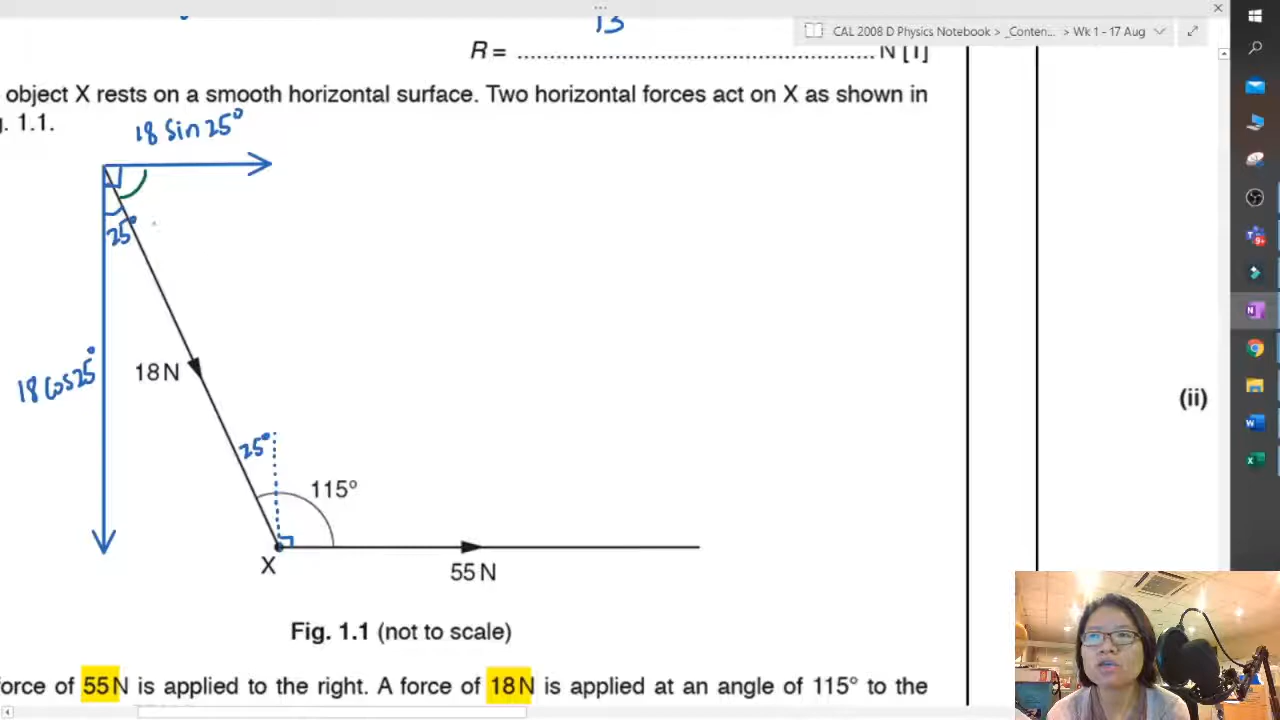 13
CAL 2008 D Physics Notebook > _Conten... > Wk 1 - 17 Aug
R = ........................................ N [1]
object X rests on a smooth horizontal surface. Two horizontal forces act on X as shown in
g. 1.1.
18 sin 25°
25°
18 cos 25°
18 N
25°
115°
X
55 N
(ii)
Fig. 1.1 (not to scale)
force of 55 N is applied to the right. A force of 18 N is applied at an angle of 115° to the